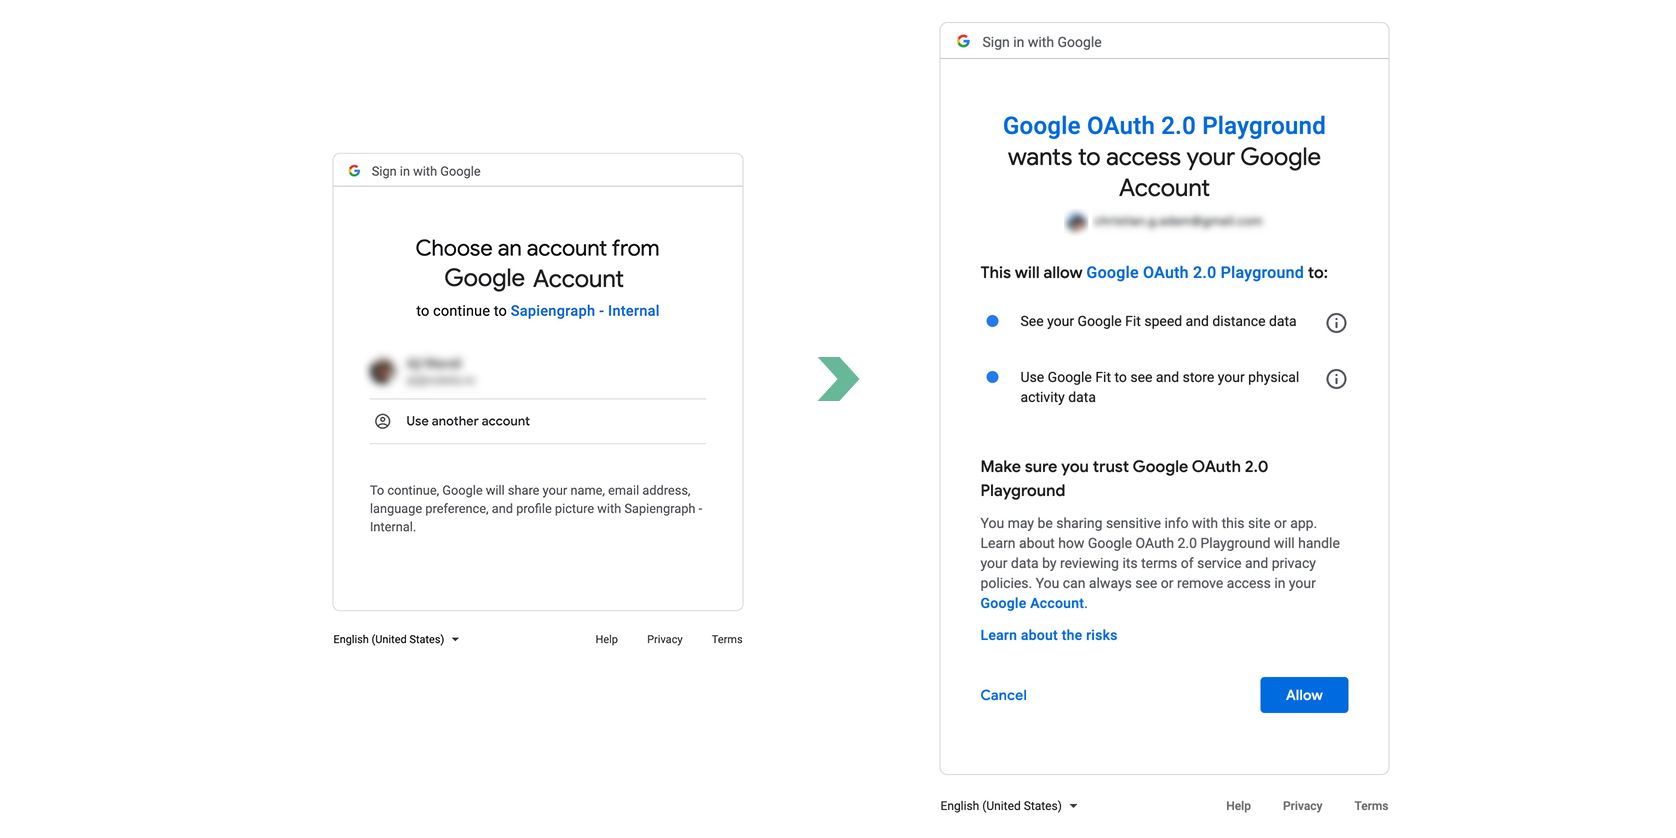 Sign in with Google
Choose an account from
Google Account
to continue to Sapiengraph - Internal
Use another account
To continue, Google will share your name, email address,
language preference, and profile picture with Sapiengraph -
Internal.
English (United States)
Help
Privacy
Terms
Sign in with Google
Google OAuth 2.0 Playground
wants to access your Google
Account
This will allow Google OAuth 2.0 Playground to:
See your Google Fit speed and distance data
Use Google Fit to see and store your physical
activity data
Make sure you trust Google OAuth 2.0
Playground
You may be sharing sensitive info with this site or app.
Learn about how Google OAuth 2.0 Playground will handle
your data by reviewing its terms of service and privacy
policies. You can always see or remove access in your
Google Account.
Learn about the risks
Cancel
Allow
English (United States)
Help
Privacy
Terms